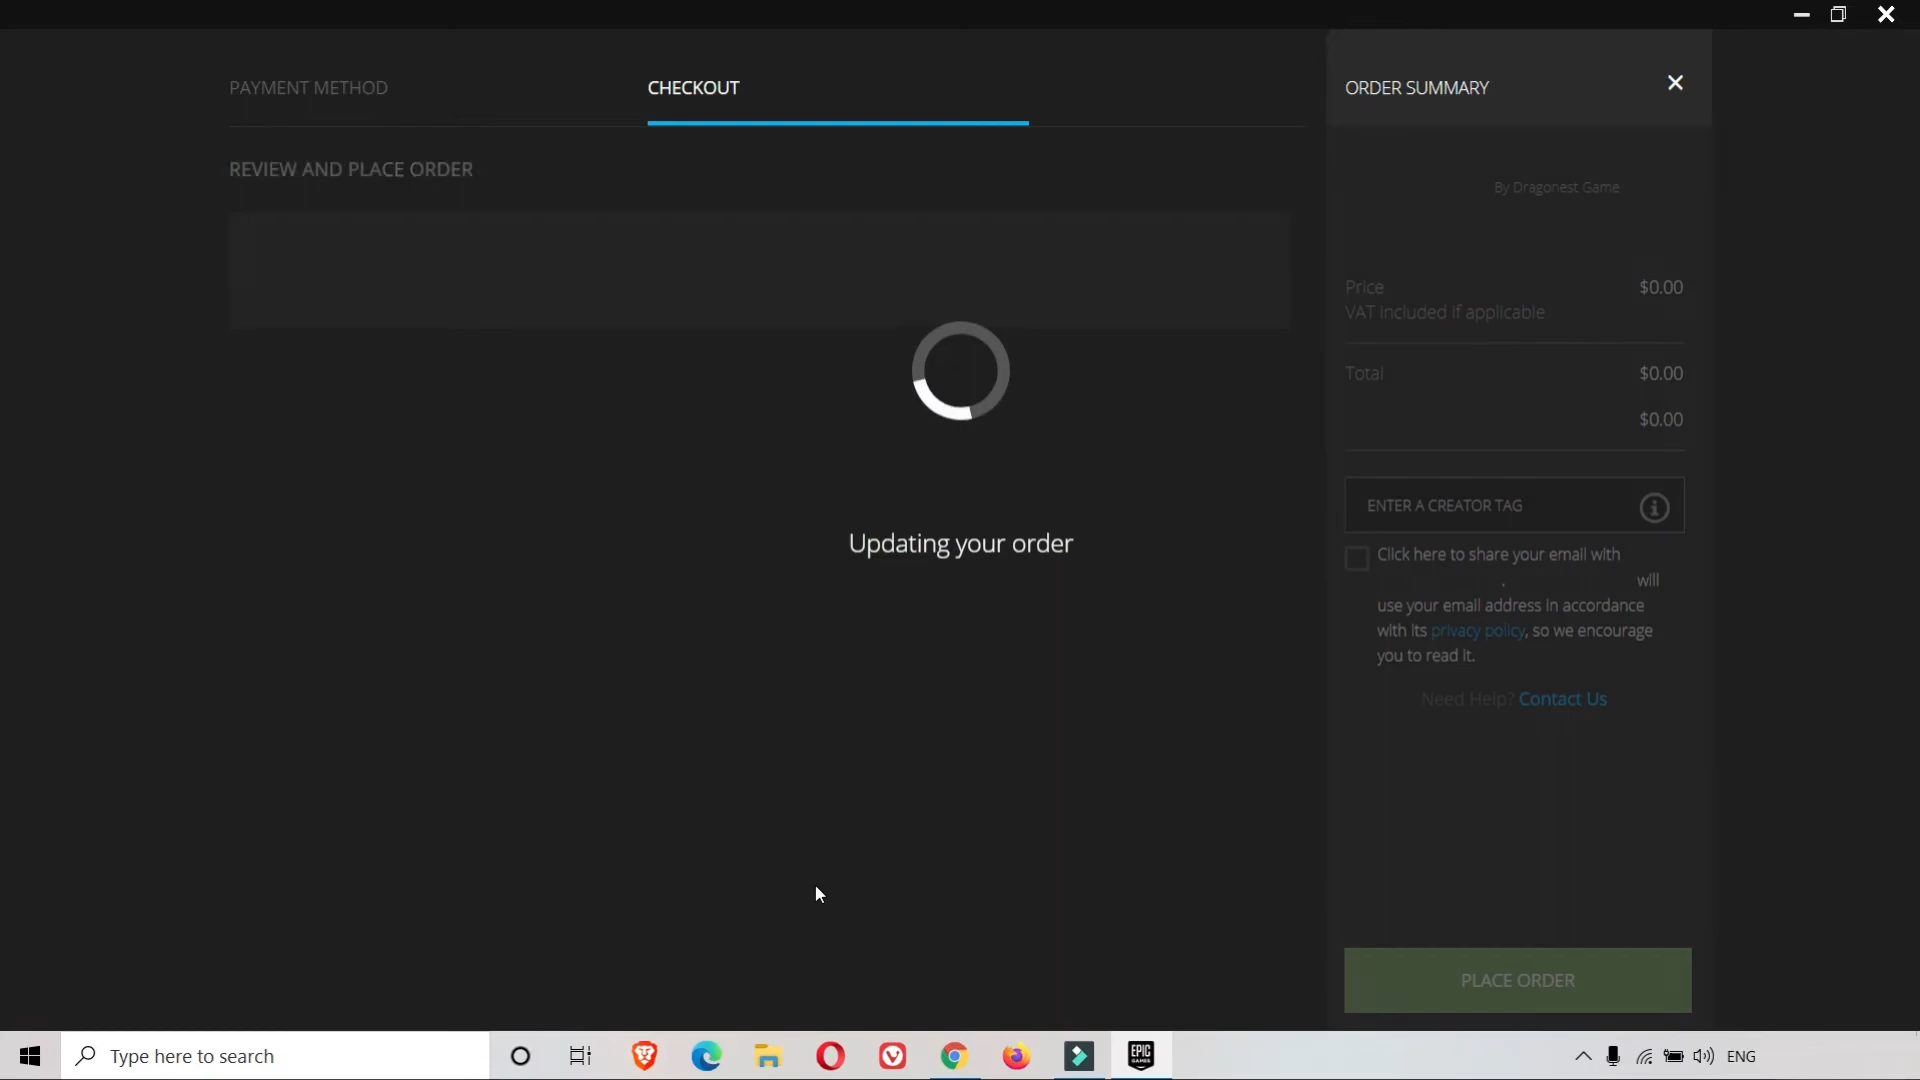 PAYMENT METHOD
CHECKOUT
ORDER SUMMARY
REVIEW AND PLACE ORDER
By Dragonest Game
Price $0.00
VAT included if applicable
Total $0.00
$0.00
ENTER A CREATOR TAG
Click here to share your email with
. will
use your email address in accordance
with its privacy policy, so we encourage
you to read it.
Need Help? Contact Us
Updating your order
PLACE ORDER
Type here to search
EPIC
GAMES
ENG